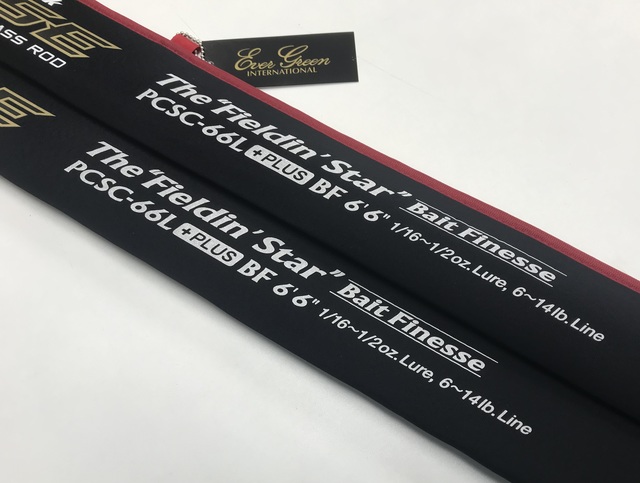 ASS ROD
Ever Green
INTERNATIONAL
The "Fieldin' Star" Bait Finesse
PCSC-66L +PLUS BF 6'6" 1/16~1/2oz. Lure, 6~14lb. Line
The "Fieldin' Star" Bait Finesse
PCSC-66L +PLUS BF 6'6" 1/16~1/2oz. Lure, 6~14lb. Line